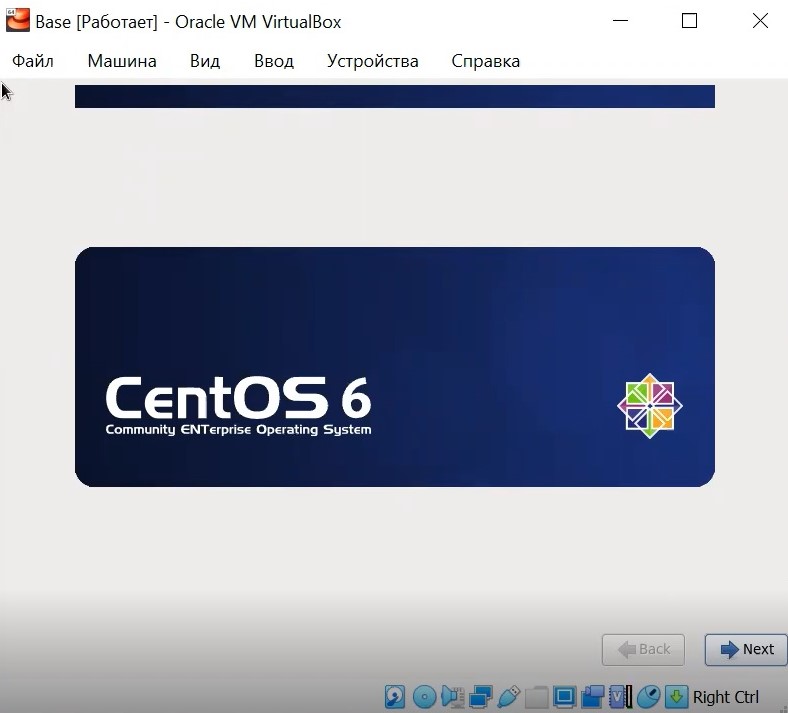 Base [Работает] - Oracle VM VirtualBox
Файл Машина Вид Ввод Устройства Справка
CentOS 6
Community ENTerprise Operating System
Back Next
Right Ctrl